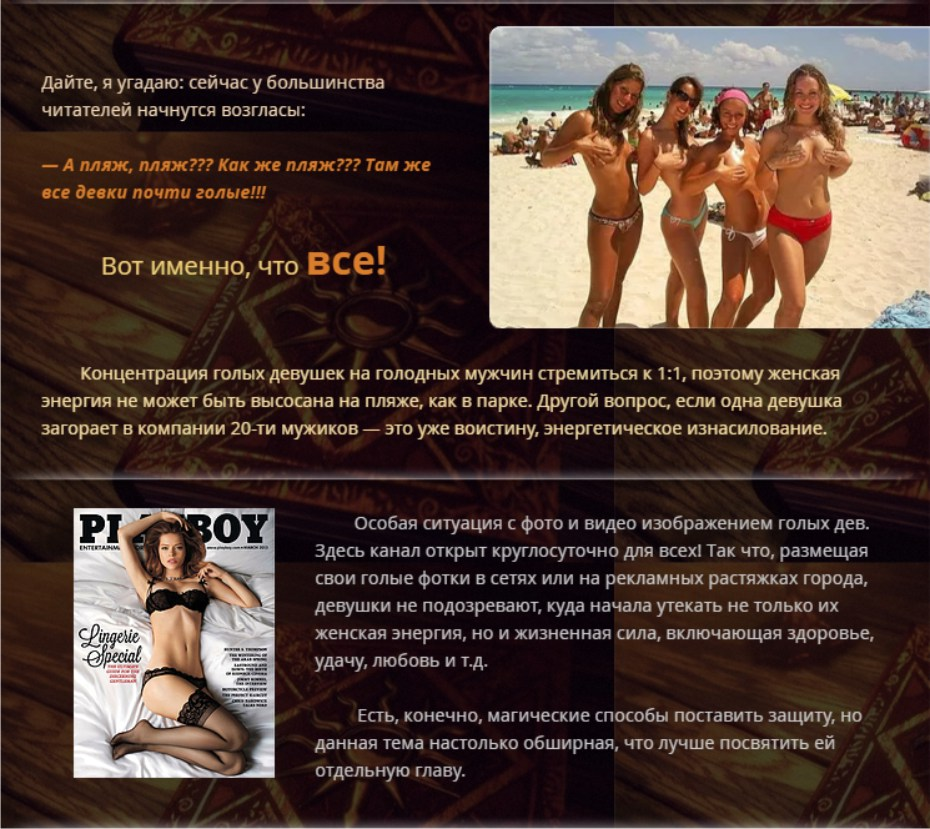 Дайте, я угадаю: сейчас у большинства
читателей начнутся возгласы:
— А пляж, пляж??? Как же пляж??? Там же
все девки почти голые!!!
Вот именно, что все!
Концентрация голых девушек на голодных мужчин стремиться к 1:1, поэтому женская
энергия не может быть высосана на пляже, как в парке. Другой вопрос, если одна девушка
загорает в компании 20-ти мужиков — это уже воистину, энергетическое изнасилование.
PL BOY
Lingerie
Special
Особая ситуация с фото и видео изображением голых дев.
Здесь канал открыт круглосуточно для всех! Так что, размещая
свои голые фотки в сетях или на рекламных растяжках города,
девушки не подозревают, куда начала утекать не только их
женская энергия, но и жизненная сила, включающая здоровье,
удачу, любовь и т.д.
Есть, конечно, магические способы поставить защиту, но
данная тема настолько обширная, что лучше посвятить ей
отдельную главу.